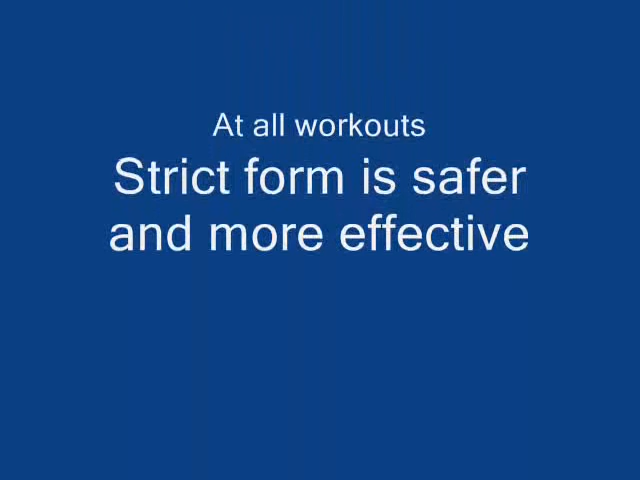 At all workouts
Strict form is safer
and more effective